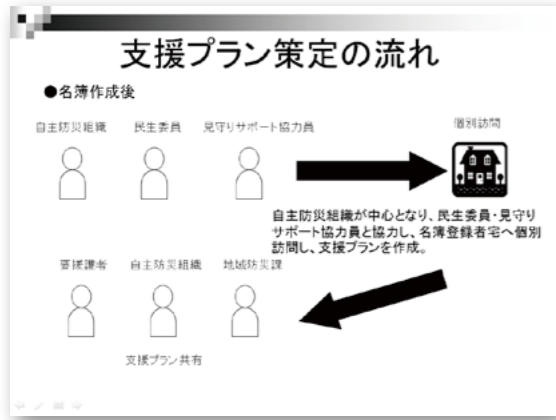 支援プラン策定の流れ
●名簿作成後
自主防災組織 民生委員 見守りサポート協力員 個別訪問
自主防災組織が中心となり、民生委員・見守り
サポート協力員と協力し、名簿登録者宅へ個別
訪問し、支援プランを作成。
要援護者 自主防災組織 地域防災課
支援プラン共有